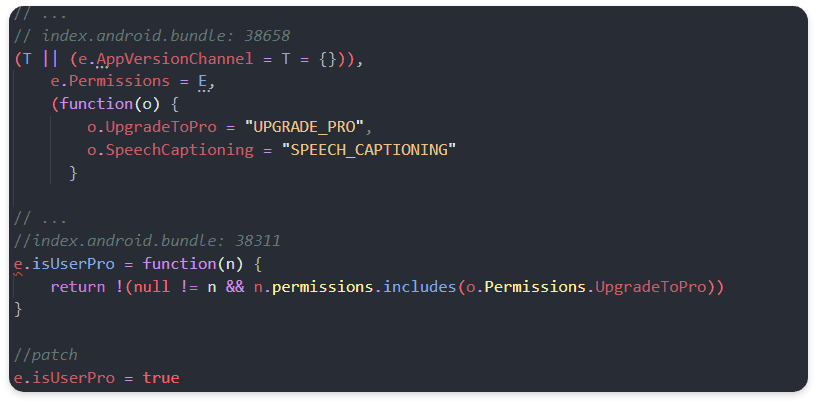 // ...
// index.android.bundle: 38658
(T || (e.AppVersionChannel = T = {})),
e.Permissions = E,
(function(o) {
o.UpgradeToPro = "UPGRADE_PRO",
o.SpeechCaptioning = "SPEECH_CAPTIONING"
}
// ...
//index.android.bundle: 38311
e.isUserPro = function(n) {
return !(null != n && n.permissions.includes(o.Permissions.UpgradeToPro))
}
//patch
e.isUserPro = true